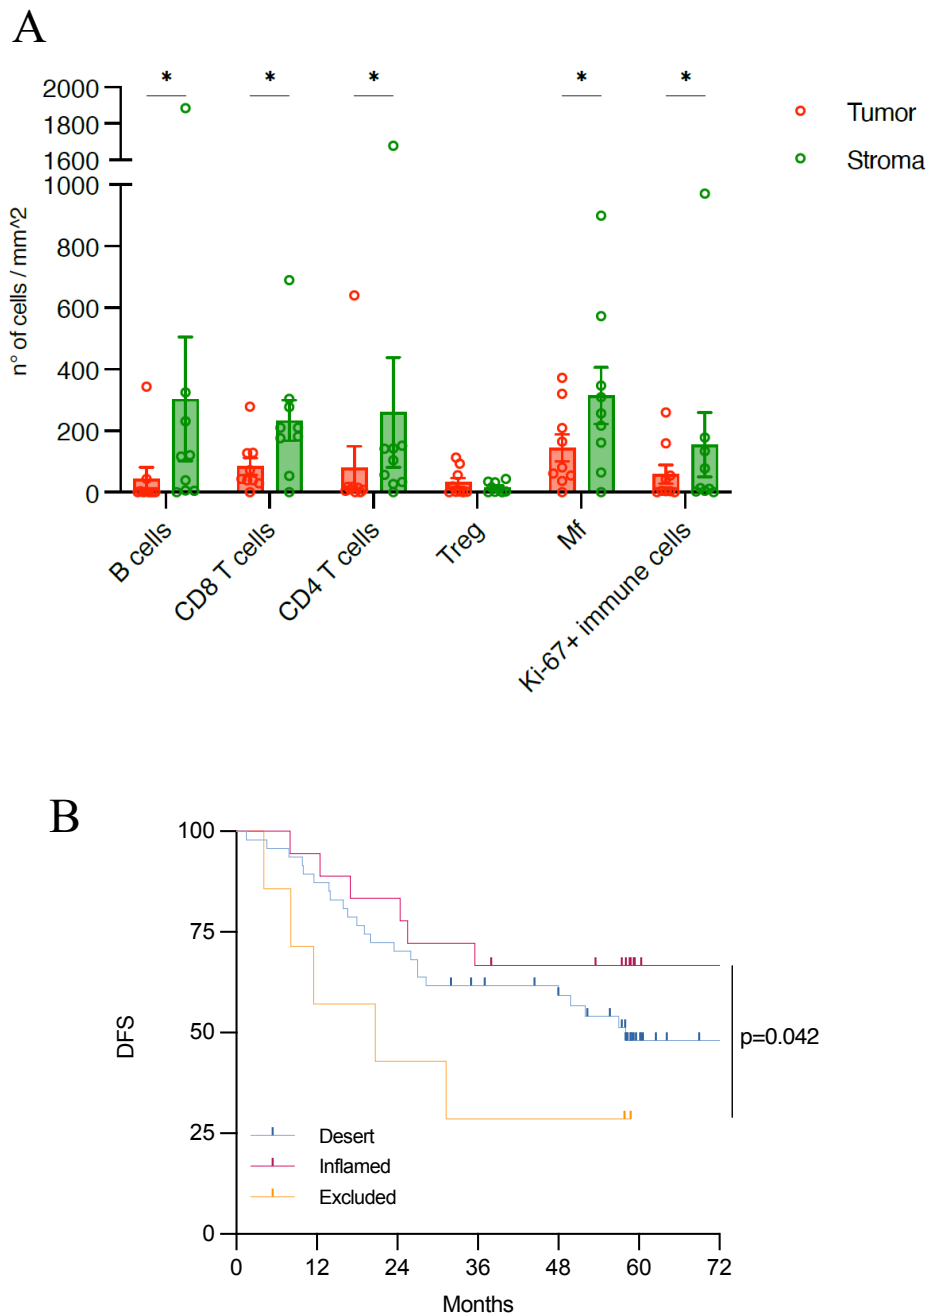 A
* * * * *
2000
1800
1600
1000
800
600
400
200
0
n° of cells / mm^2
Tumor
Stroma
B cells
CD8 T cells
CD4 T cells
Treg
Mf
Ki-67+ immune cells
B
100
75
50
25
0
DFS
p=0.042
Desert
Inflamed
Excluded
0 12 24 36 48 60 72
Months